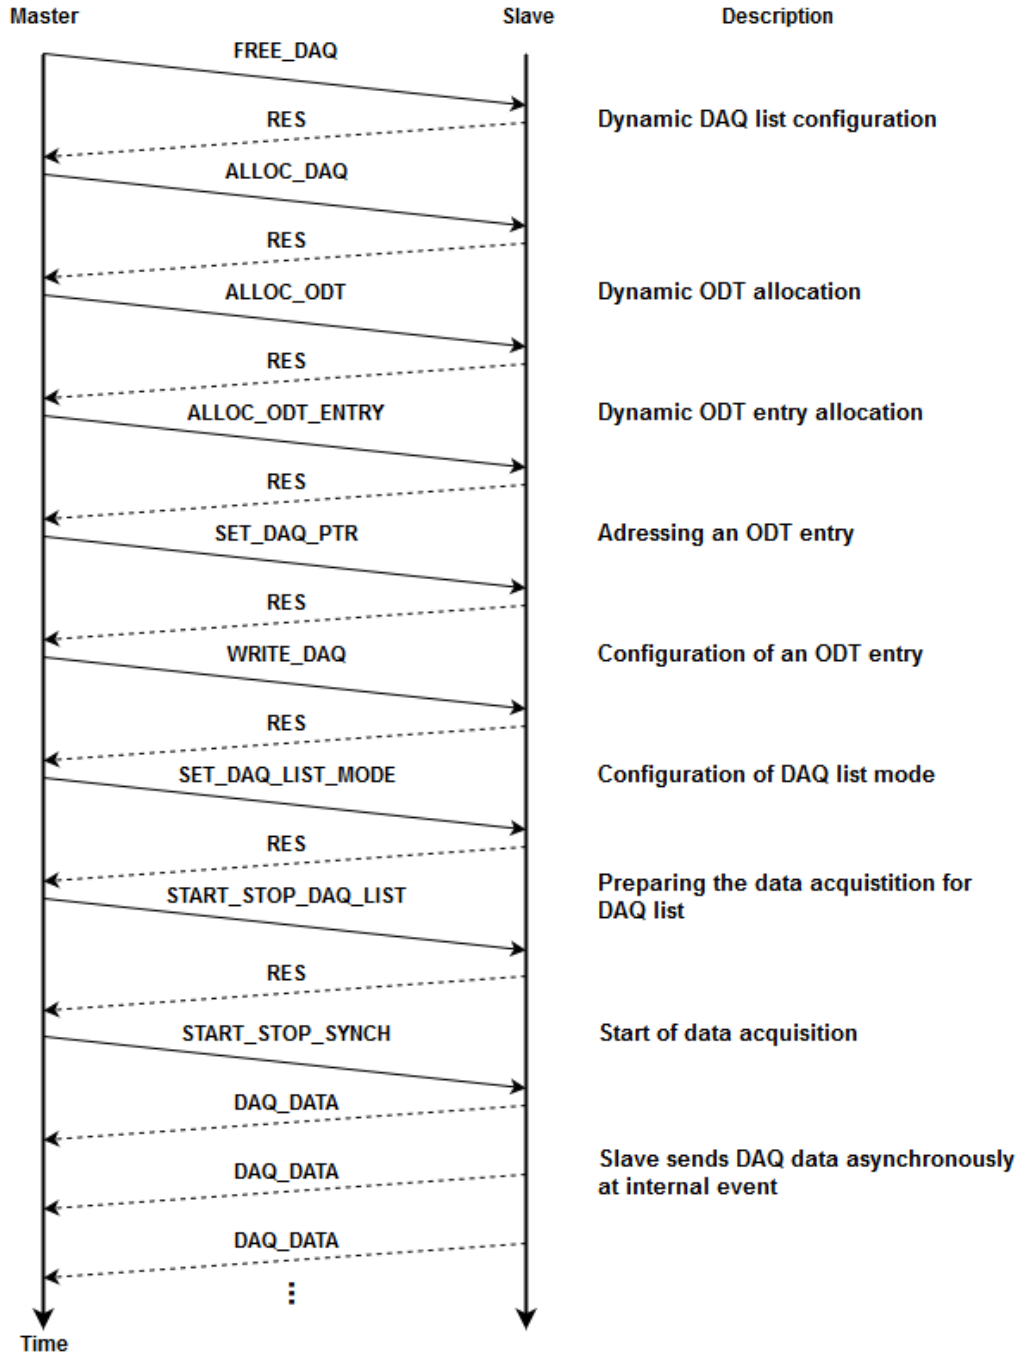 Master Slave Description
FREE_DAQ
RES
Dynamic DAQ list configuration
ALLOC_DAQ
RES
ALLOC_ODT
Dynamic ODT allocation
RES
ALLOC_ODT_ENTRY
Dynamic ODT entry allocation
RES
SET_DAQ_PTR
Adressing an ODT entry
RES
WRITE_DAQ
Configuration of an ODT entry
RES
SET_DAQ_LIST_MODE
Configuration of DAQ list mode
RES
START_STOP_DAQ_LIST
Preparing the data acquistition for
DAQ list
RES
START_STOP_SYNCH
Start of data acquisition
DAQ_DATA
DAQ_DATA
Slave sends DAQ data asynchronously
at internal event
DAQ_DATA
Time